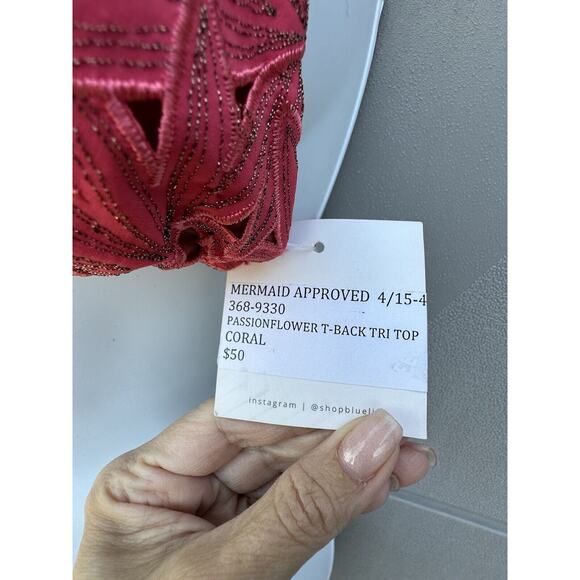 MERMAID APPROVED 4/15-4
368-9330
PASSIONFLOWER T-BACK TRI TOP
CORAL
$50
instagram | @shopblueli